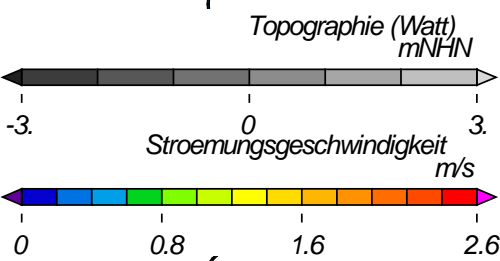 Topographie (Watt)
mNHN
-3. 0 3.
Stroemungsgeschwindigkeit
m/s
0 0.8 1.6 2.6